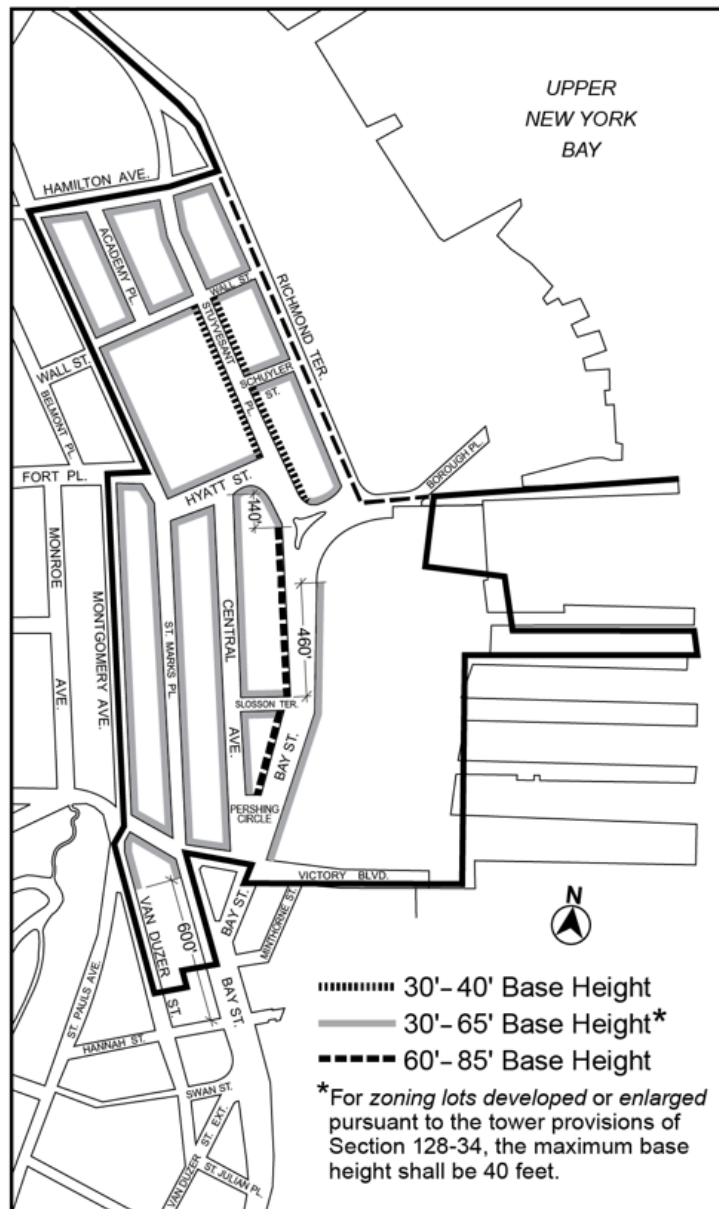 UPPER
NEW YORK
BAY
HAMILTON AVE.
ACADEMY PL.
WALL ST.
STUYVESANT PL.
RICHMOND TER.
SCHUYLER ST.
WALL ST.
BELMONT PL.
FORT PL.
HYATT ST.
BOROUGH PL.
140'
MONROE AVE.
MONTGOMERY AVE.
ST. MARKS PL.
CENTRAL AVE.
460'
SLOSSON TER.
BAY ST.
PERSHING
CIRCLE
VICTORY BLVD.
VAN DUZER ST.
600'
BAY ST.
MINTHORNE ST.
N
ST. PAULS AVE.
BAY ST.
HANNAH ST.
SWAN ST.
VAN DUZER ST. EXT.
ST. JULIAN PL.
30'–40' Base Height
30'–65' Base Height*
60'–85' Base Height
*For zoning lots developed or enlarged
pursuant to the tower provisions of
Section 128-34, the maximum base
height shall be 40 feet.